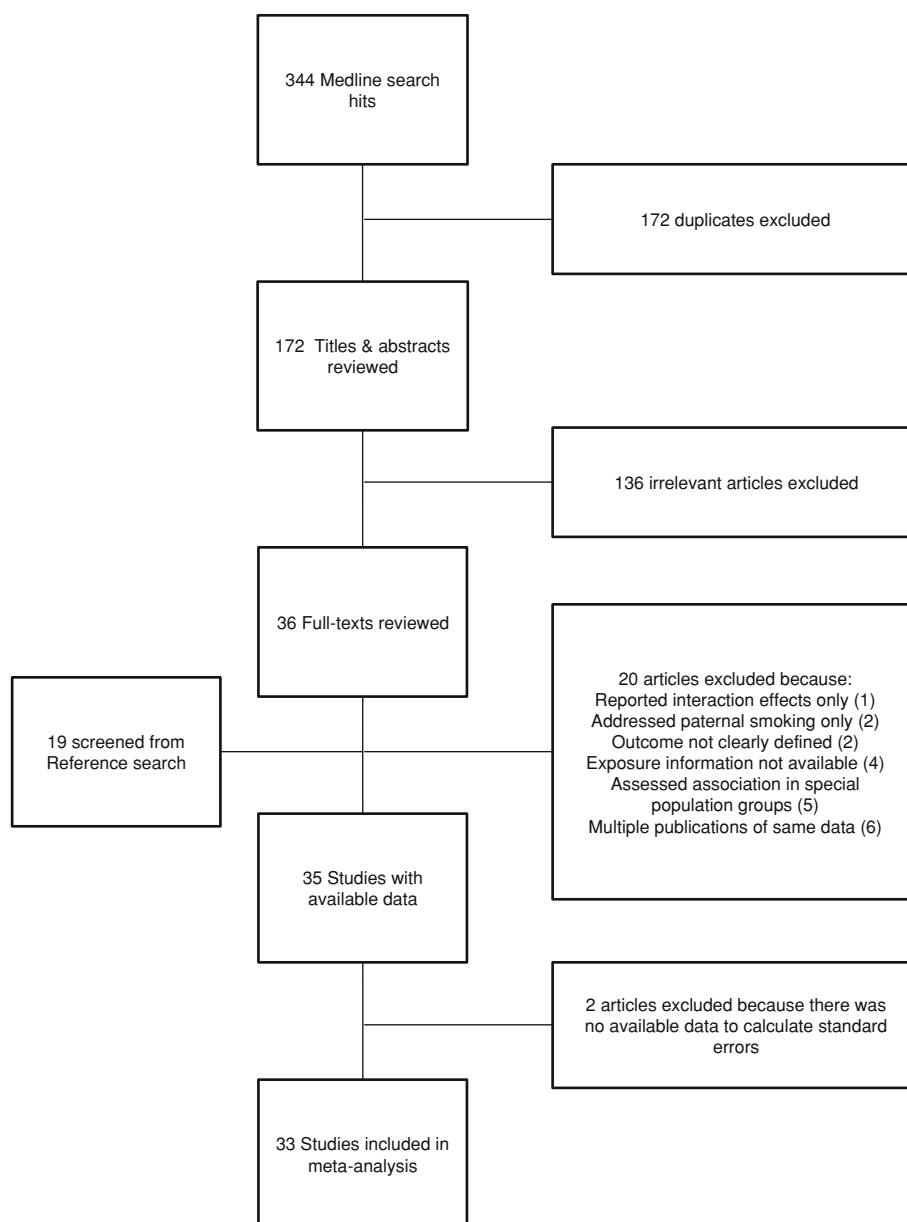 344 Medline search
hits
172 duplicates excluded
172 Titles & abstracts
reviewed
136 irrelevant articles excluded
36 Full-texts reviewed
20 articles excluded because:
Reported interaction effects only (1)
Addressed paternal smoking only (2)
Outcome not clearly defined (2)
Exposure information not available (4)
Assessed association in special
population groups (5)
Multiple publications of same data (6)
19 screened from
Reference search
35 Studies with
available data
2 articles excluded because there was
no available data to calculate standard
errors
33 Studies included in
meta-analysis